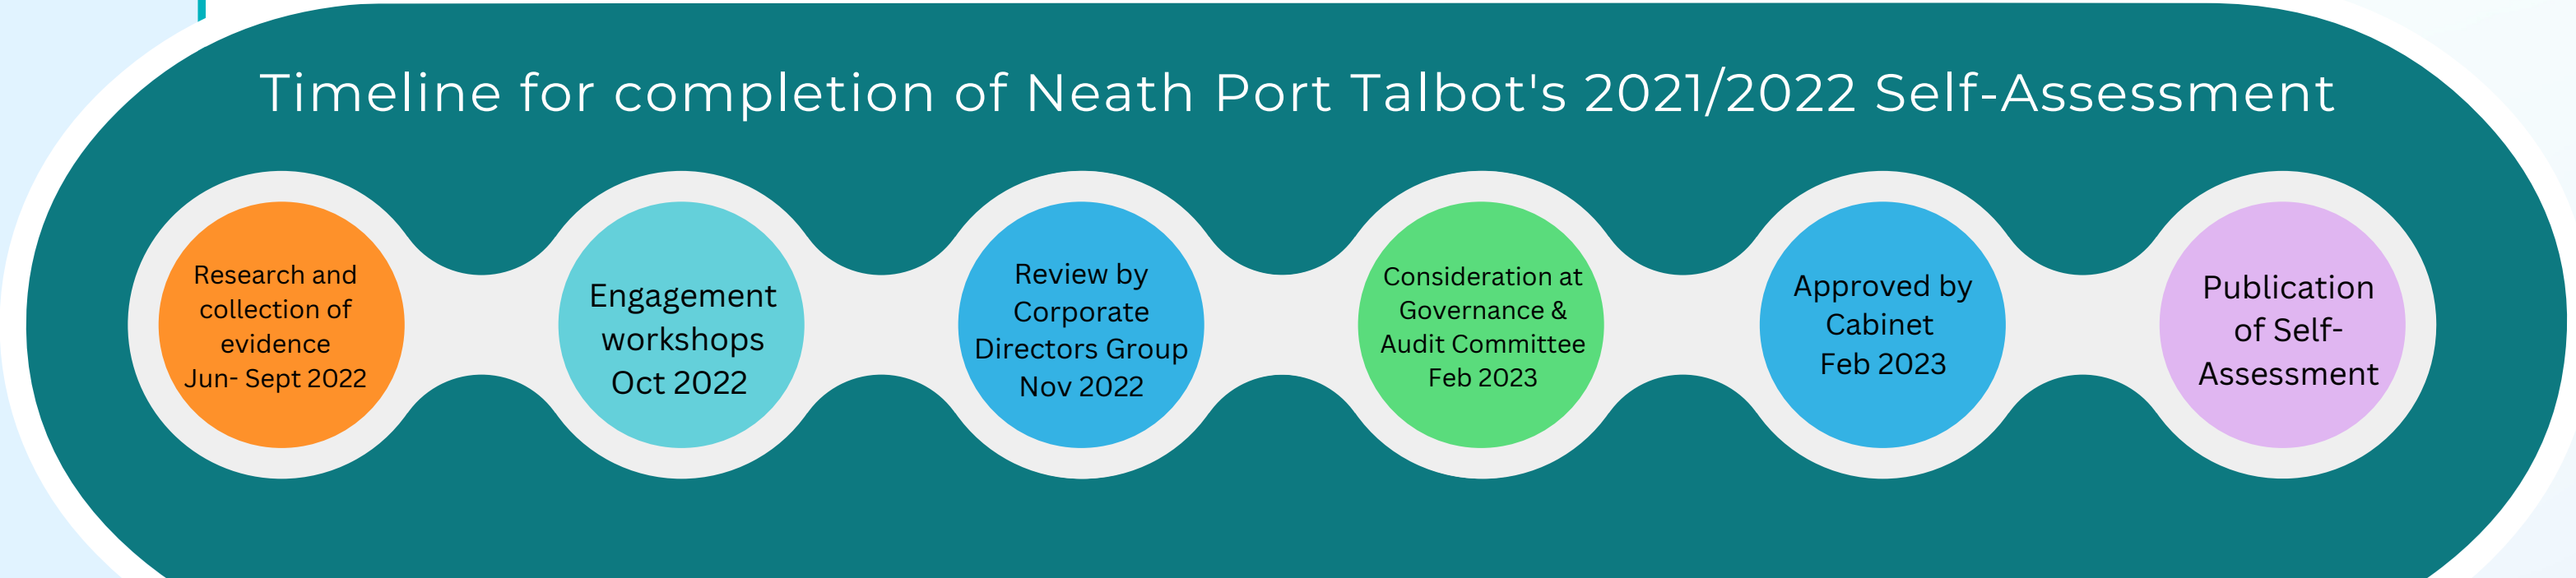 Timeline for completion of Neath Port Talbot's 2021/2022 Self-Assessment
Research and
collection of
evidence
Jun- Sept 2022
Engagement
workshops
Oct 2022
Review by
Corporate
Directors Group
Nov 2022
Consideration at
Governance &
Audit Committee
Feb 2023
Approved by
Cabinet
Feb 2023
Publication
of Self-
Assessment